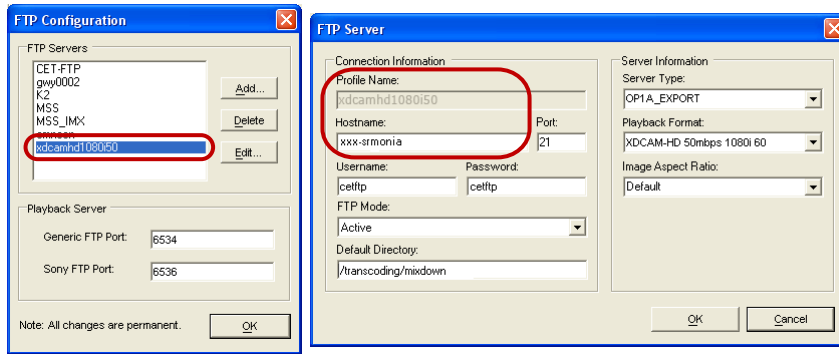 FTP Configuration
FTP Servers
CET-FTP
gwy0002
K2
MSS
MSS_IMX
xdcamhd1080i50
Add...
Delete
Edit...
Playback Server
Generic FTP Port:
6534
Sony FTP Port:
6536
Note: All changes are permanent.
OK
FTP Server
Connection Information
Profile Name:
xdcamhd1080i50
Hostname:
Port:
xxx-srmonia
21
Username:
Password:
cetftp
cetftp
FTP Mode:
Active
Default Directory:
/transcoding/mixdown
Server Information
Server Type:
OP1A_EXPORT
Playback Format:
XDCAM-HD 50mbps 1080i 60
Image Aspect Ratio:
Default
OK
Cancel